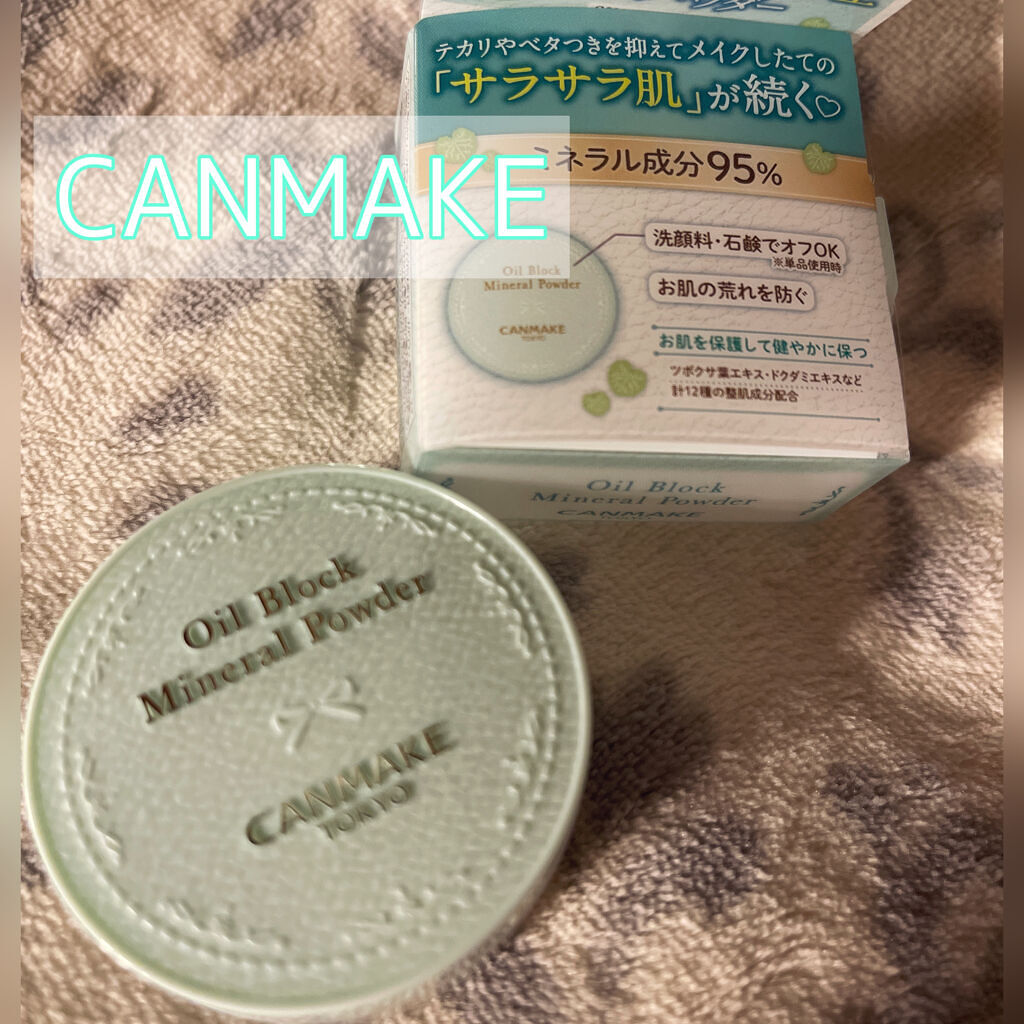 テカリやベタつきを抑えてメイクしたての
「サラサラ肌」が続く♡
CANMAKE
ミネラル成分95%
洗顔料・石鹸でオフOK
※単品使用時
お肌の荒れを防ぐ
Oil Block
Mineral Powder
CANMAKE
TOKYO
お肌を保護して健やかに保つ
ツボクサ葉エキス・ドクダミエキスなど
計12種の整肌成分配合
Oil Block
Mineral Powder
CANMAKE
Oil Block
Mineral Powder
CANMAKE
TOKYO